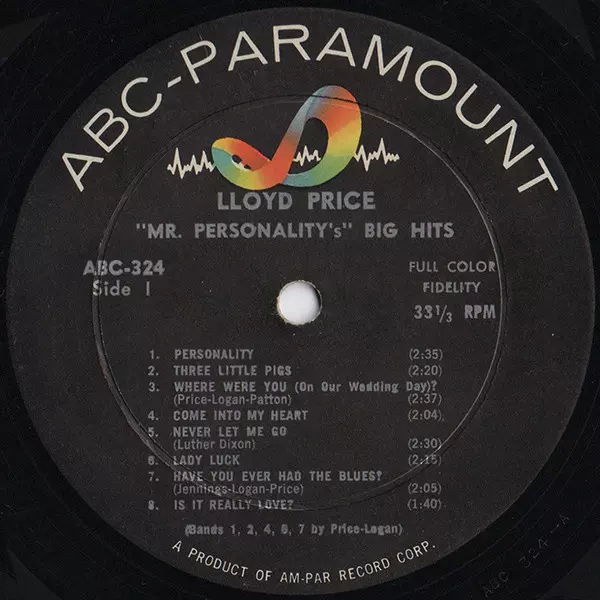 ABC-PARAMOUNT
LLOYD PRICE
"MR. PERSONALITY's" BIG HITS
ABC-324
Side 1
FULL COLOR
FIDELITY
33 1/3 RPM
1. PERSONALITY (2:35)
2. THREE LITTLE PIGS (2:20)
3. WHERE WERE YOU (On Our Wedding Day)?
(Price-Logan-Patton) (2:37)
4. COME INTO MY HEART (2:04)
5. NEVER LET ME GO
(Luther Dixon) (2:30)
6. LADY LUCK (2:15)
7. HAVE YOU EVER HAD THE BLUES?
(Jennings-Logan-Price) (2:05)
8. IS IT REALLY LOVE? (1:40)
(Bands 1, 2, 4, 6, 7 by Price-Logan)
A PRODUCT OF AM-PAR RECORD CORP.
ABC 324-A